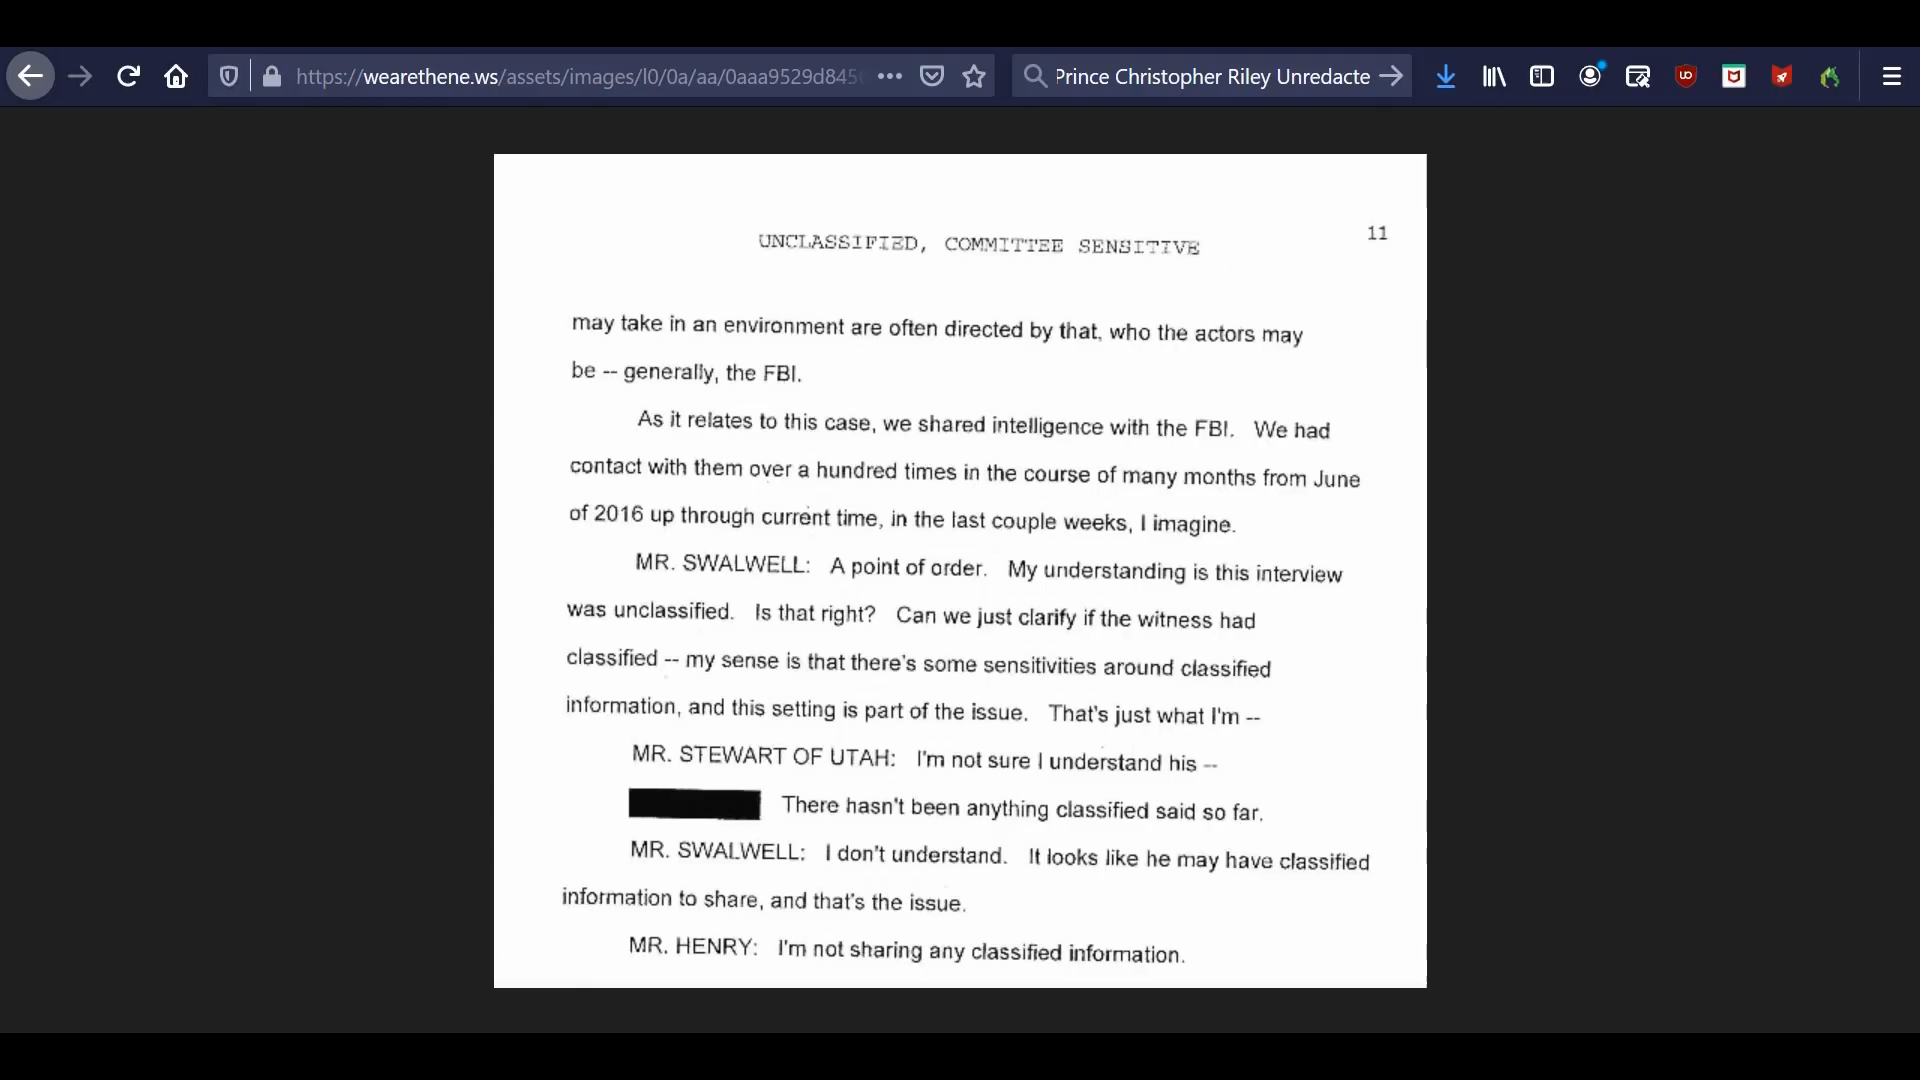 https://wearethene.ws/assets/images/l0/0a/aa/0aaa9529d845
Prince Christopher Riley Unredacte
11
UNCLASSIFIED, COMMITTEE SENSITIVE
may take in an environment are often directed by that, who the actors may
be -- generally, the FBI.
As it relates to this case, we shared intelligence with the FBI. We had
contact with them over a hundred times in the course of many months from June
of 2016 up through current time, in the last couple weeks, I imagine.
MR. SWALWELL: A point of order. My understanding is this interview
was unclassified. Is that right? Can we just clarify if the witness had
classified -- my sense is that there's some sensitivities around classified
information, and this setting is part of the issue. That's just what I'm --
MR. STEWART OF UTAH: I'm not sure I understand his --
There hasn't been anything classified said so far.
MR. SWALWELL: I don't understand. It looks like he may have classified
information to share, and that's the issue.
MR. HENRY: I'm not sharing any classified information.